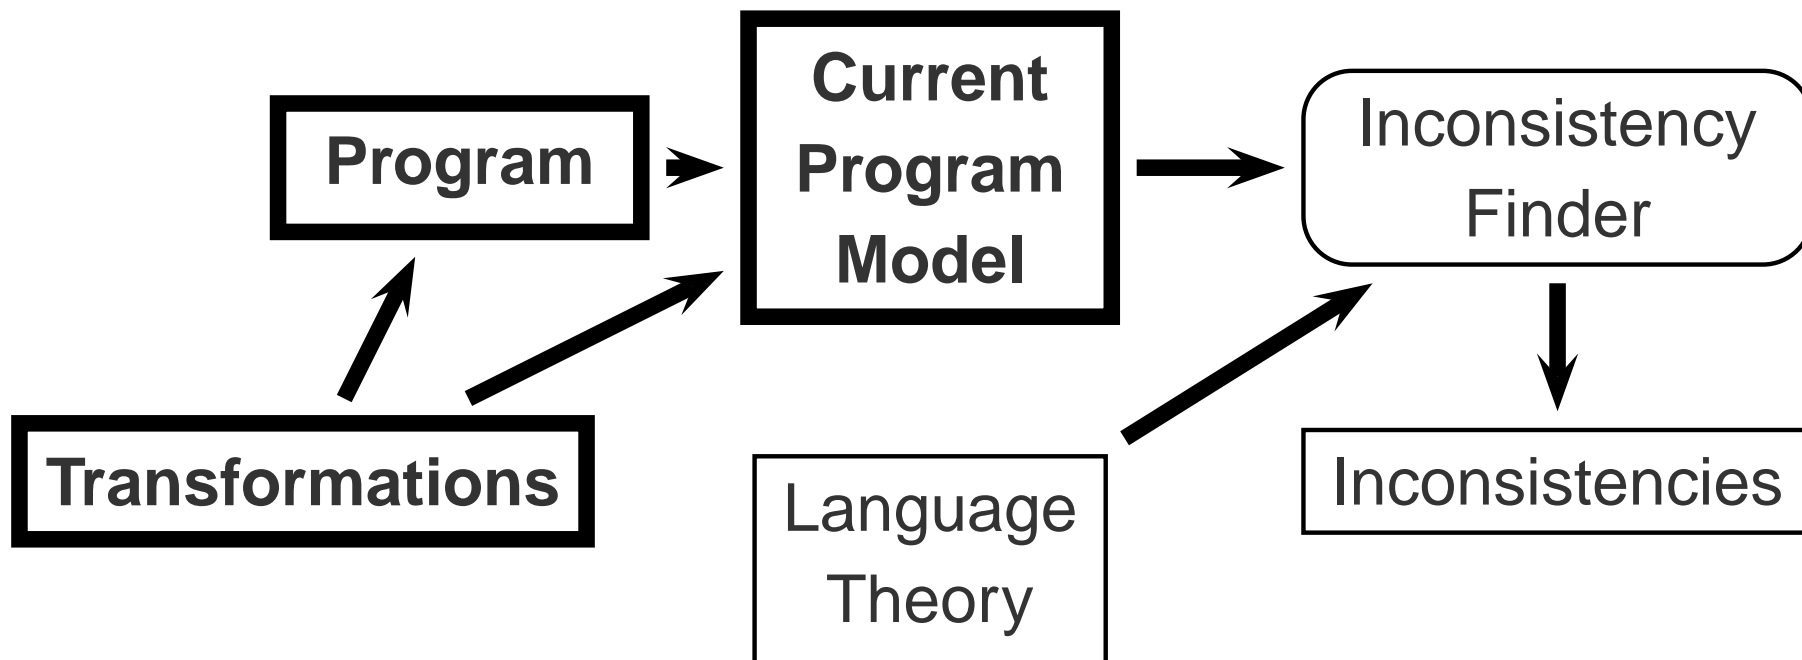 Program
Current
Program
Model
Inconsistency
Finder
Transformations
Language
Theory
Inconsistencies